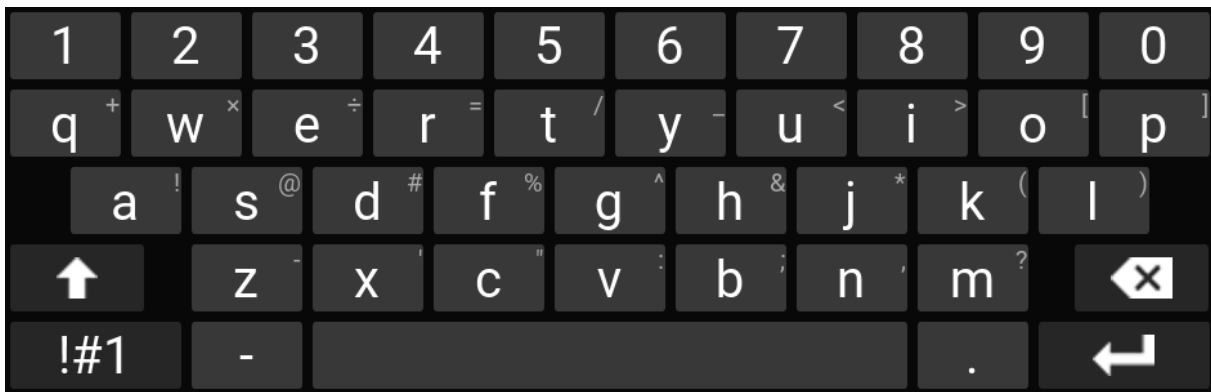 1 2 3 4 5 6 7 8 9 0
q + w × e ÷ r = t / y _ u < i > o [ p ]
a ! s @ d # f % g ^ h & j * k ( l )
z - x ' c " v : b ; n , m ?
!#1 - .